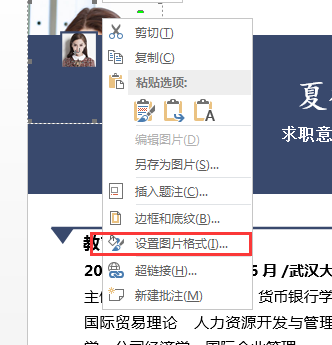 剪切(T)
复制(C)
粘贴选项:
A
编辑图片(D)
另存为图片(S)...
插入题注(C)...
边框和底纹(B)...
设置图片格式(I)...
超链接(H)...
新建批注(M)
夏
求职意
教
20
6 月 /武汉大
主
货币银行学
国际贸易理论 人力资源开发与管理